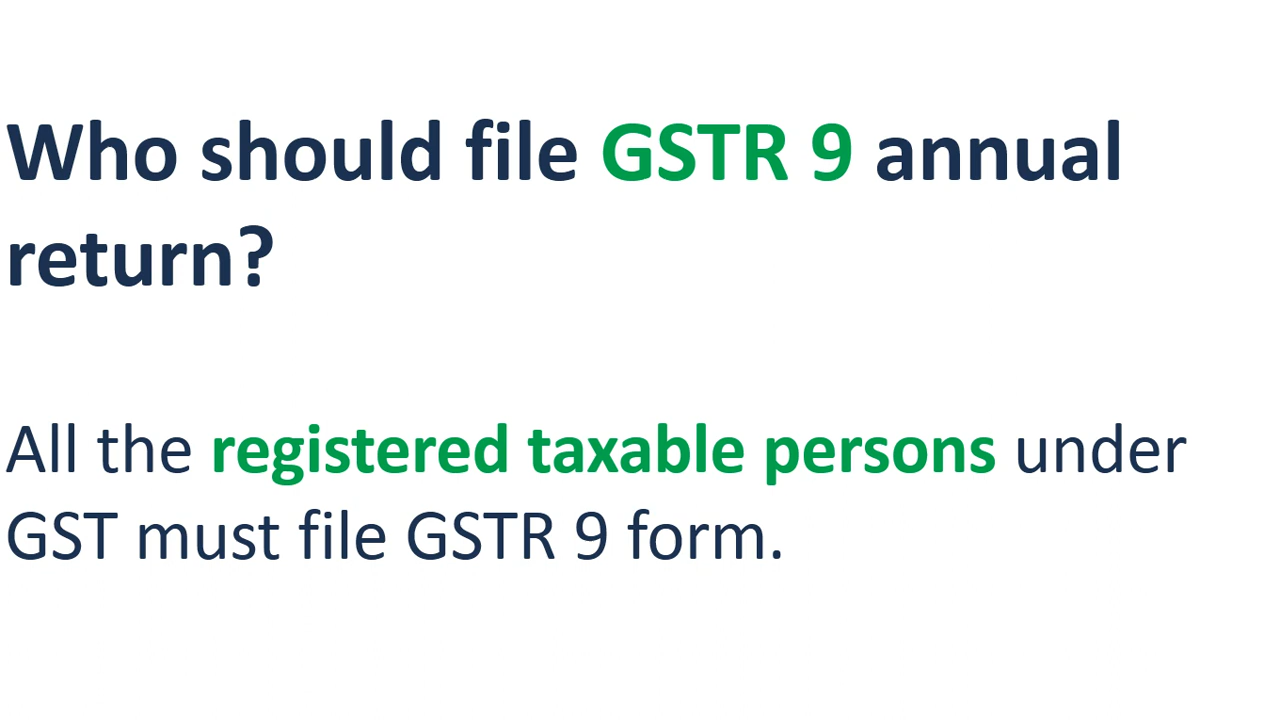 Who should file GSTR 9 annual
return?
All the registered taxable persons under
GST must file GSTR 9 form.